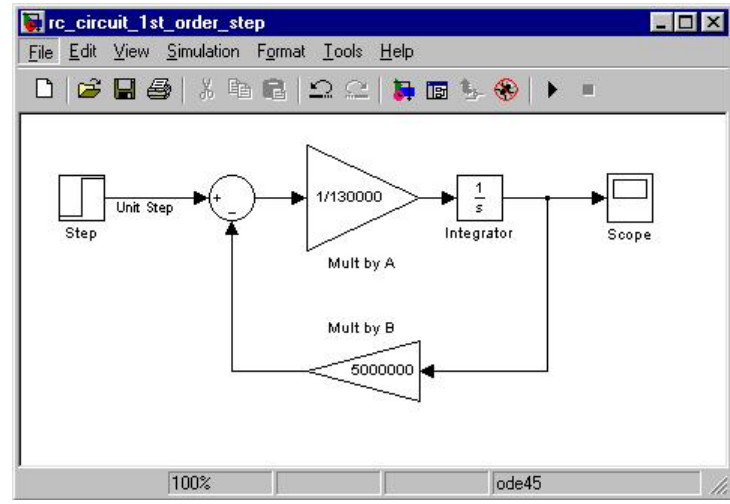 rc_circuit_1st_order_step
File Edit View Simulation Format Tools Help
Unit Step
+
−
1/130000
1
s
Step
Integrator
Scope
Mult by A
Mult by B
5000000
100%
ode45